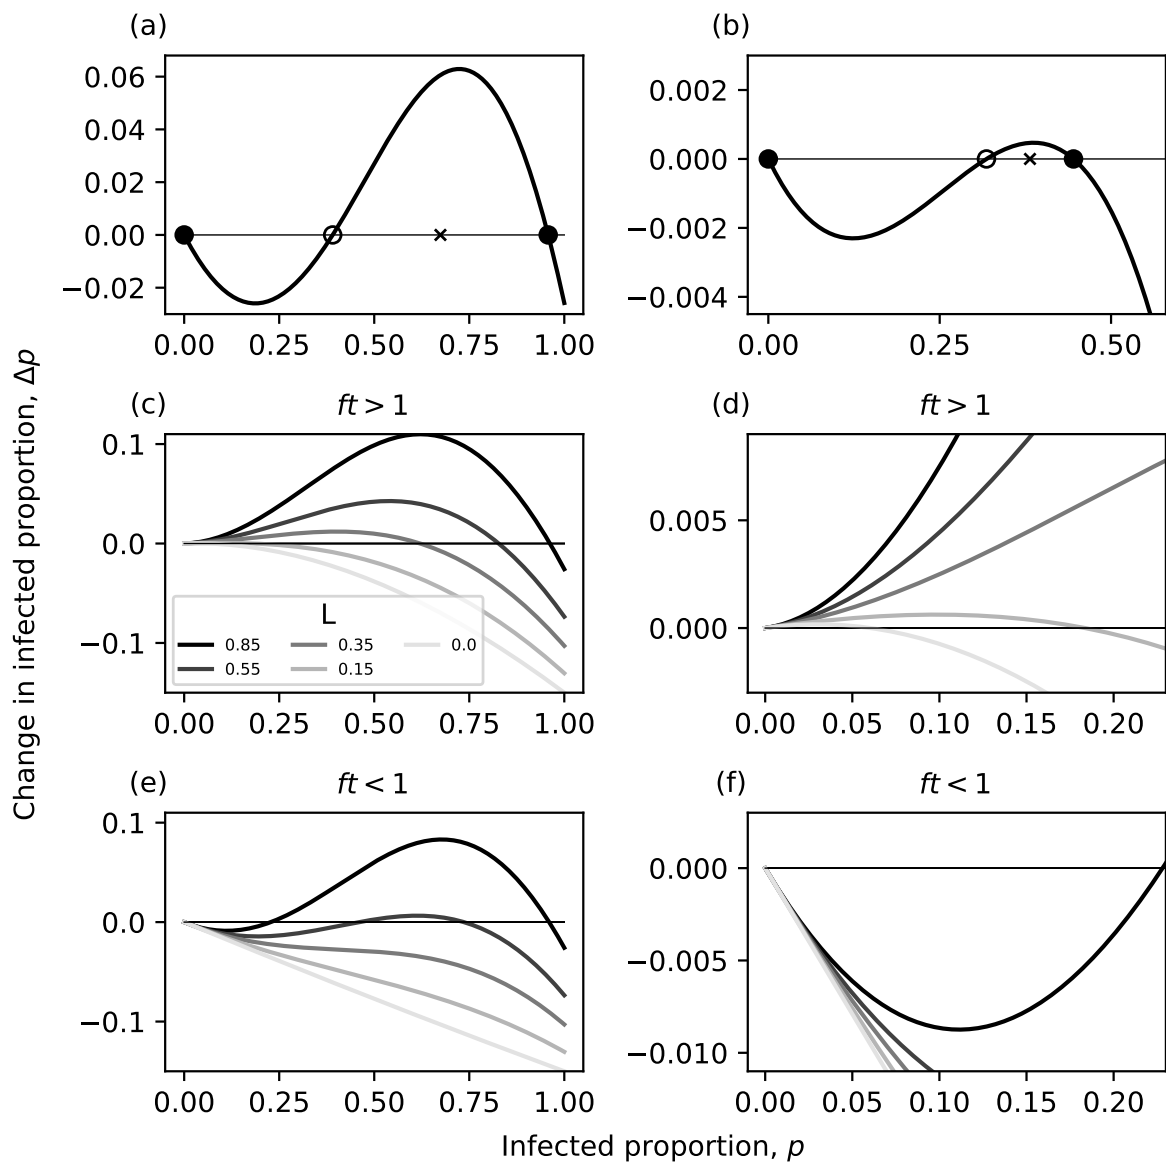 (a)
(b)
0.06
0.04
0.02
0.00
−0.02
0.00 0.25 0.50 0.75 1.00
0.002
0.000
−0.002
−0.004
0.00 0.25 0.50
Change in infected proportion, Δp
(c)
ft > 1
(d)
ft > 1
0.1
0.0
−0.1
L
0.85 0.35 0.0
0.55 0.15
0.00 0.25 0.50 0.75 1.00
0.005
0.000
0.00 0.05 0.10 0.15 0.20
(e)
ft < 1
(f)
ft < 1
0.1
0.0
−0.1
0.00 0.25 0.50 0.75 1.00
0.000
−0.005
−0.010
0.00 0.05 0.10 0.15 0.20
Infected proportion, p